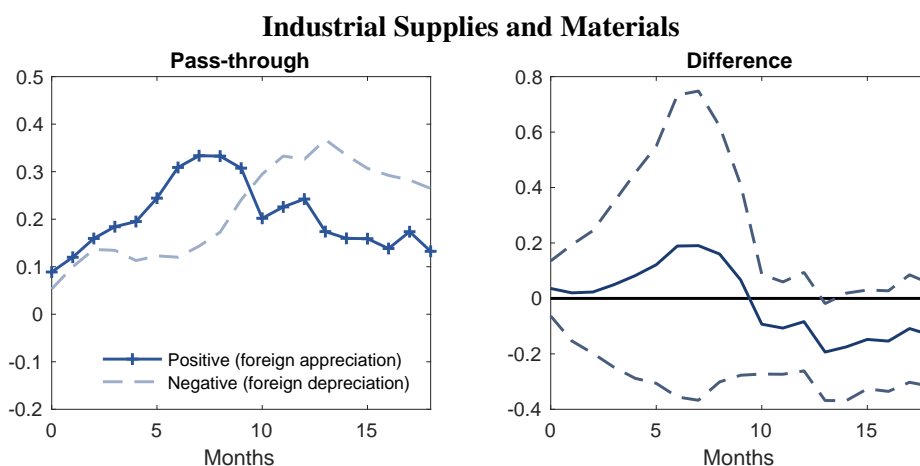 Industrial Supplies and Materials
Pass-through
0.5
0.4
0.3
0.2
0.1
0
-0.1
-0.2
Positive (foreign appreciation)
Negative (foreign depreciation)
0 5 10 15
Months
Difference
0.8
0.6
0.4
0.2
0
-0.2
-0.4
0 5 10 15
Months